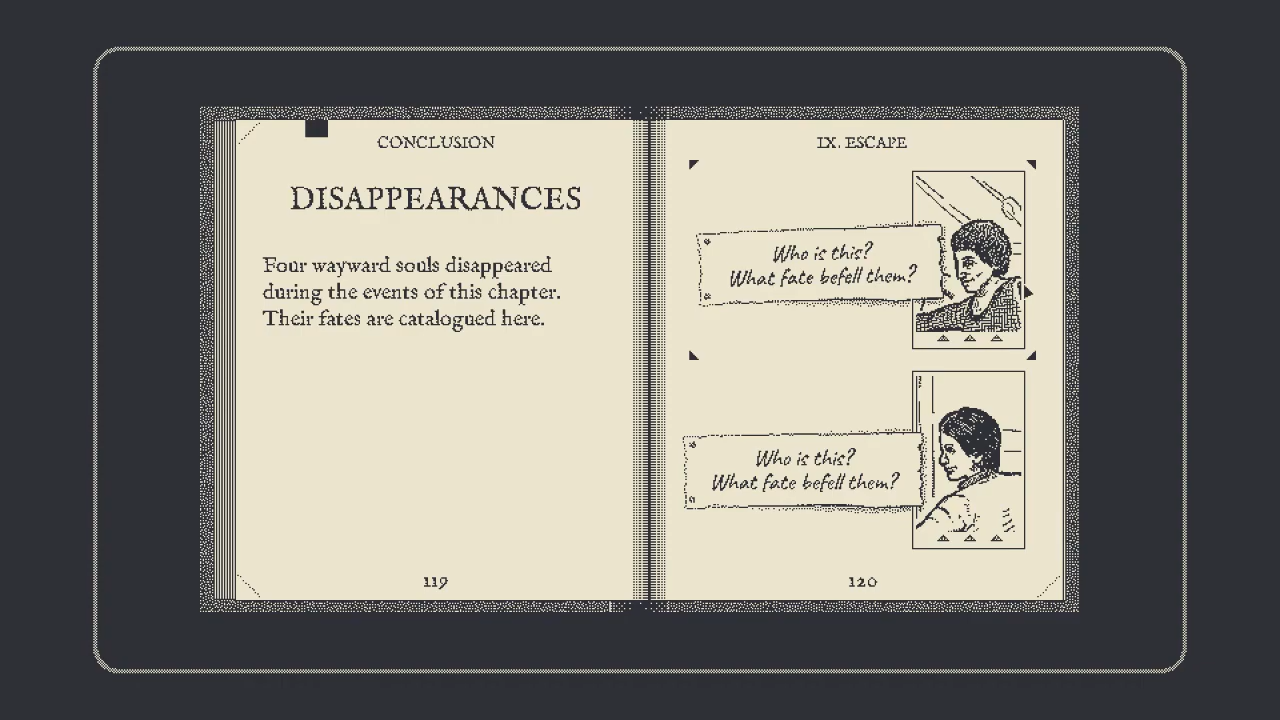 CONCLUSION
DISAPPEARANCES
Four wayward souls disappeared
during the events of this chapter.
Their fates are catalogued here.
119
IX. ESCAPE
Who is this?
What fate befell them?
Who is this?
What fate befell them?
120